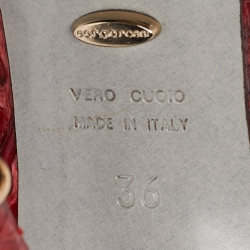 sergio rossi
VERO CUOIO
MADE IN ITALY
36